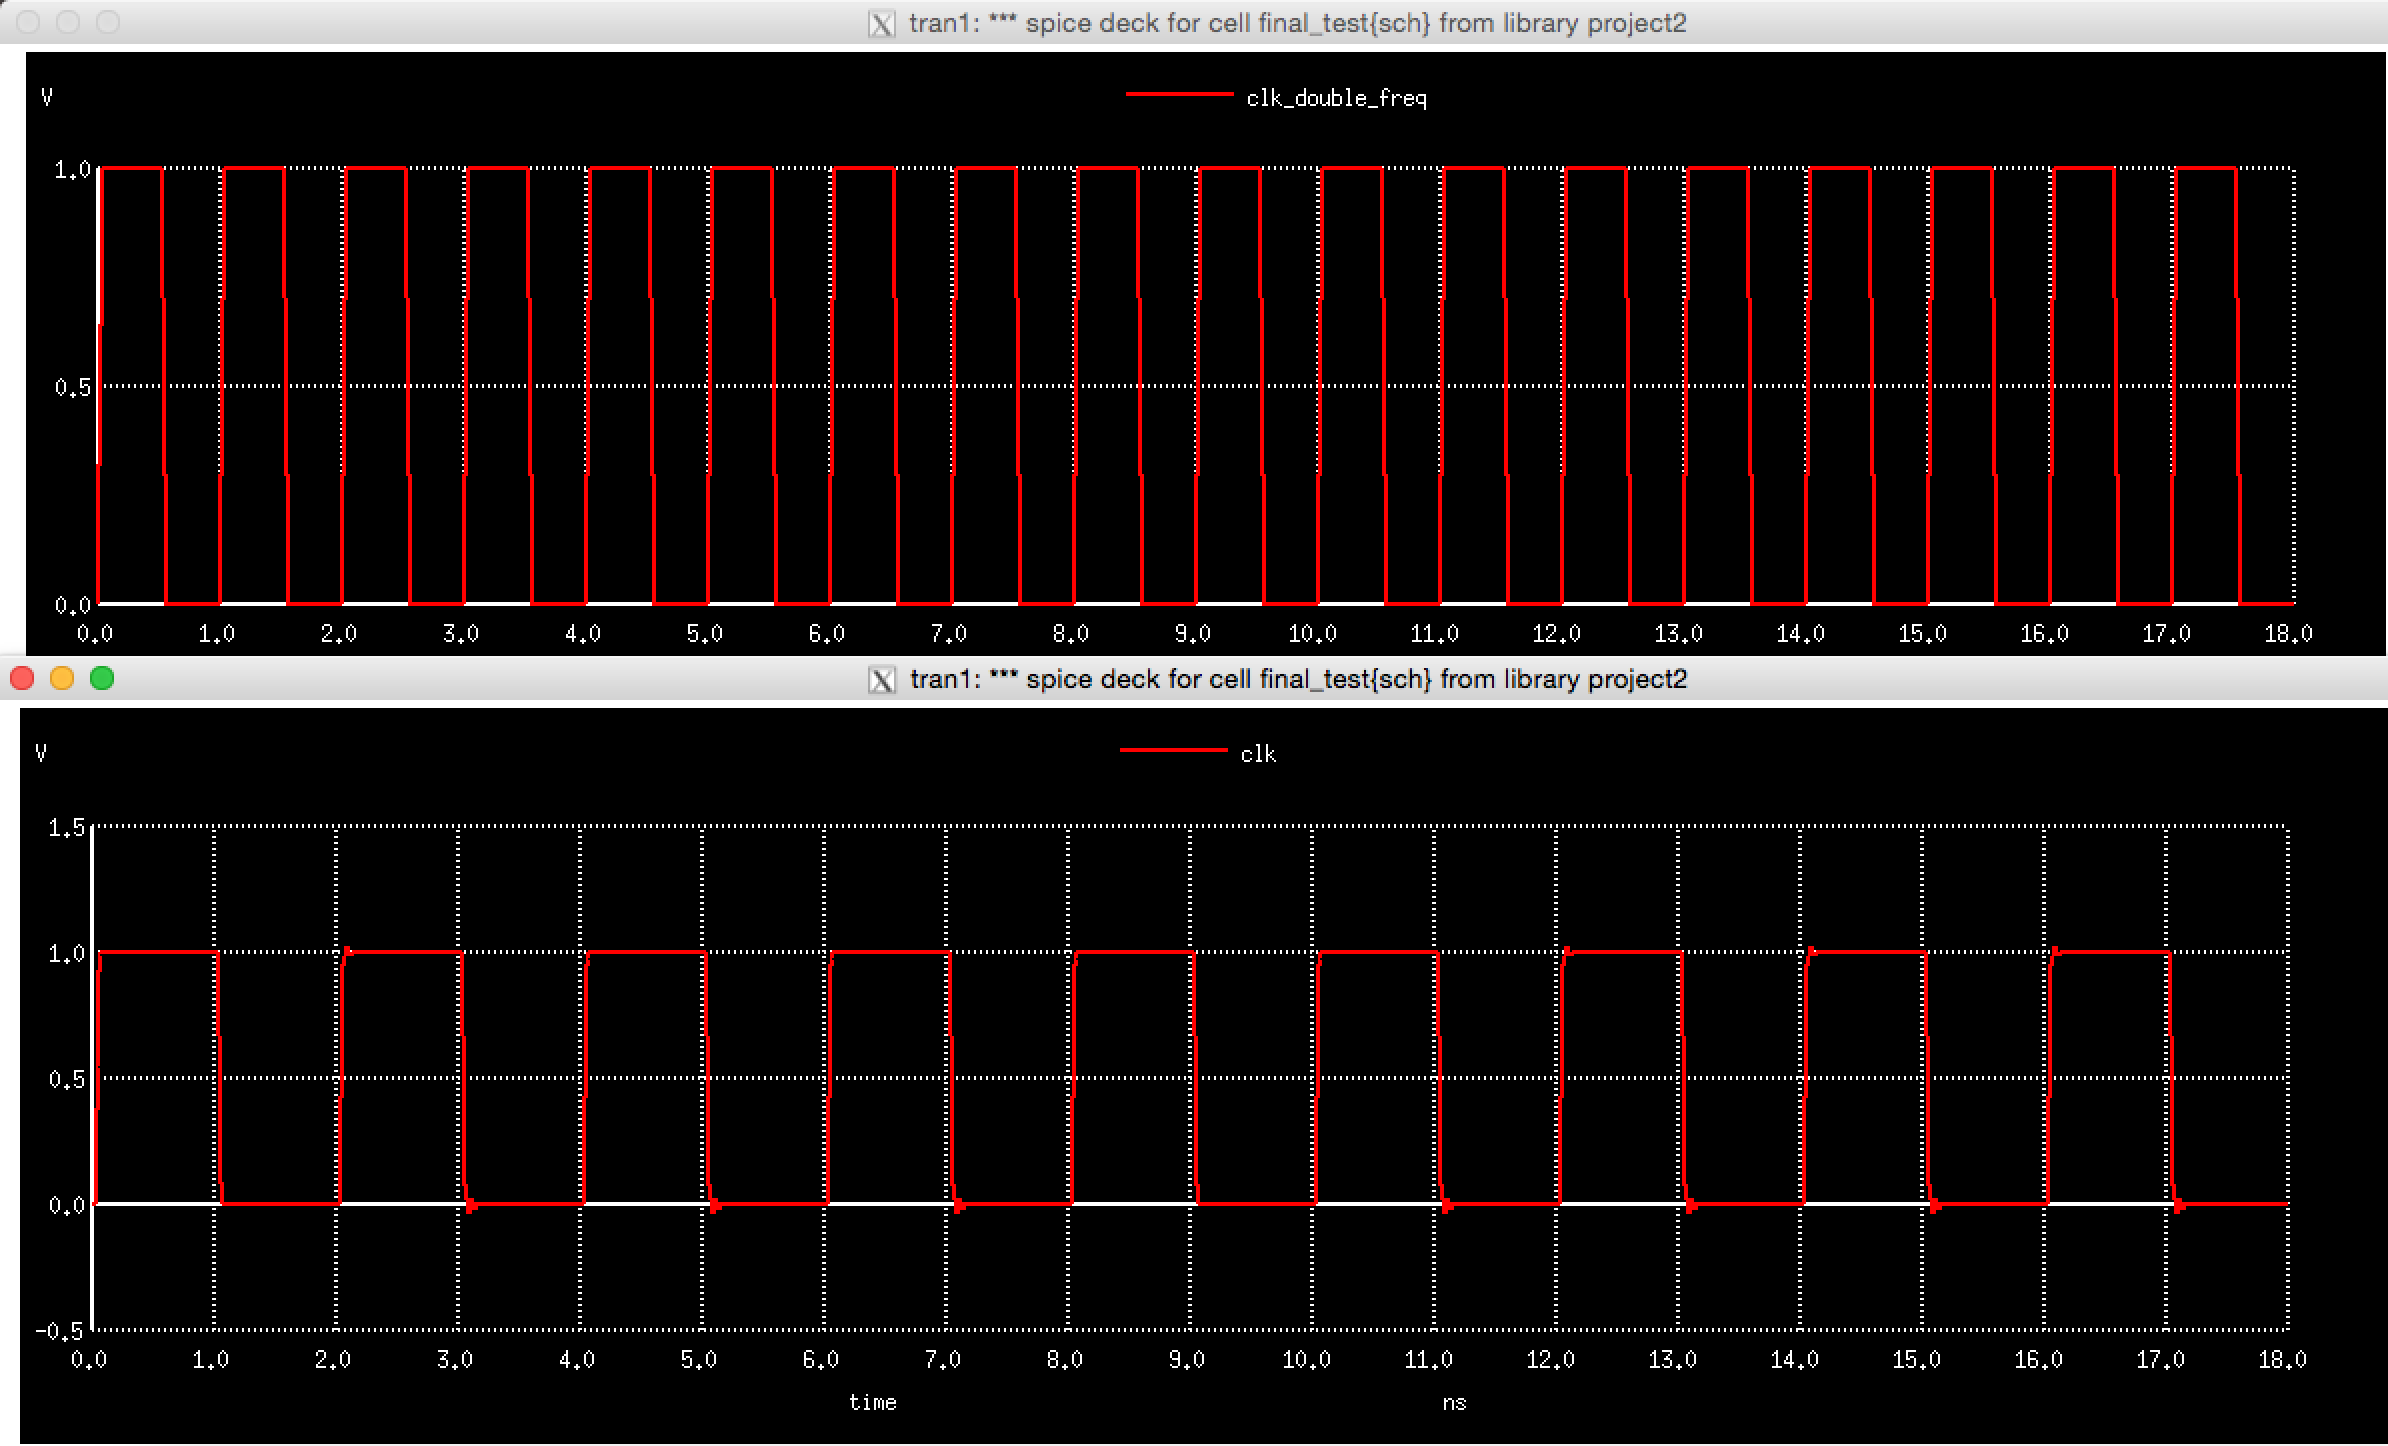 tran1: *** spice deck for cell final_test{sch} from library project2
V
clk_double_freq
1.0
0.5
0.0
0.0 1.0 2.0 3.0 4.0 5.0 6.0 7.0 8.0 9.0 10.0 11.0 12.0 13.0 14.0 15.0 16.0 17.0 18.0
tran1: *** spice deck for cell final_test{sch} from library project2
V
clk
1.5
1.0
0.5
0.0
-0.5
0.0 1.0 2.0 3.0 4.0 5.0 6.0 7.0 8.0 9.0 10.0 11.0 12.0 13.0 14.0 15.0 16.0 17.0 18.0
time ns